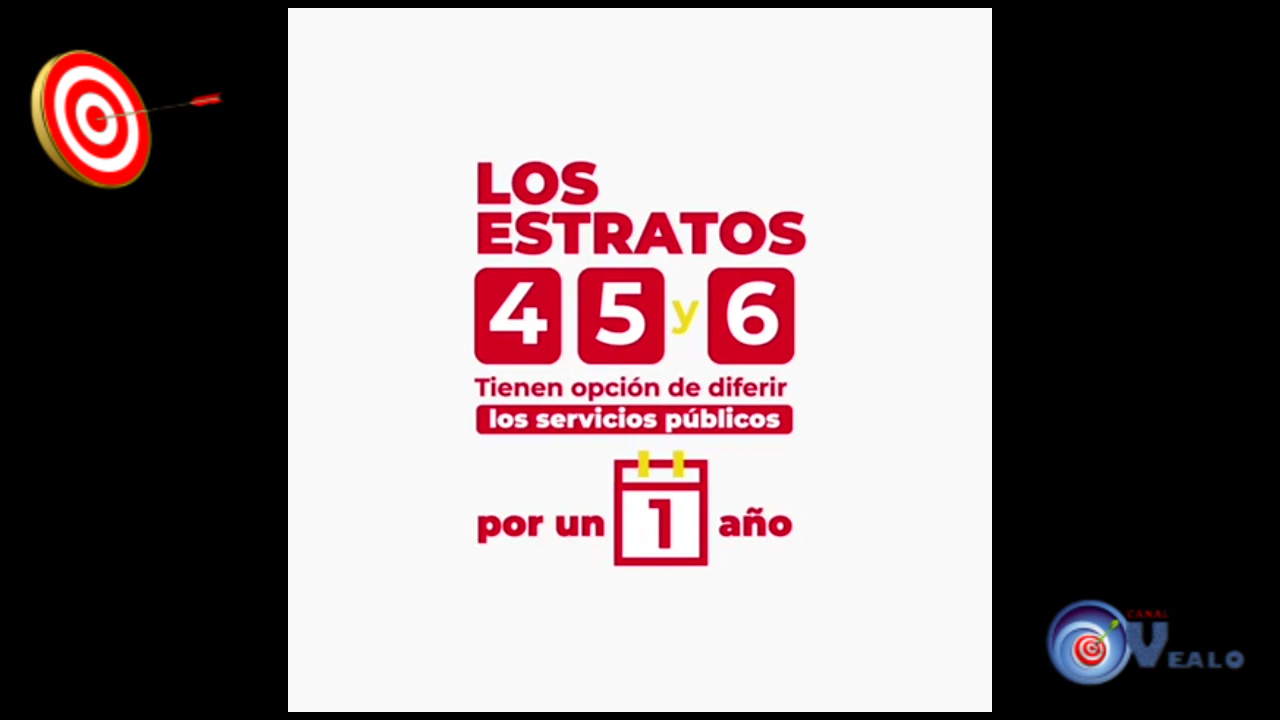 LOS
ESTRATOS
4 5 y 6
Tienen opción de diferir
los servicios públicos
por un 1 año
CANAL
VEALO